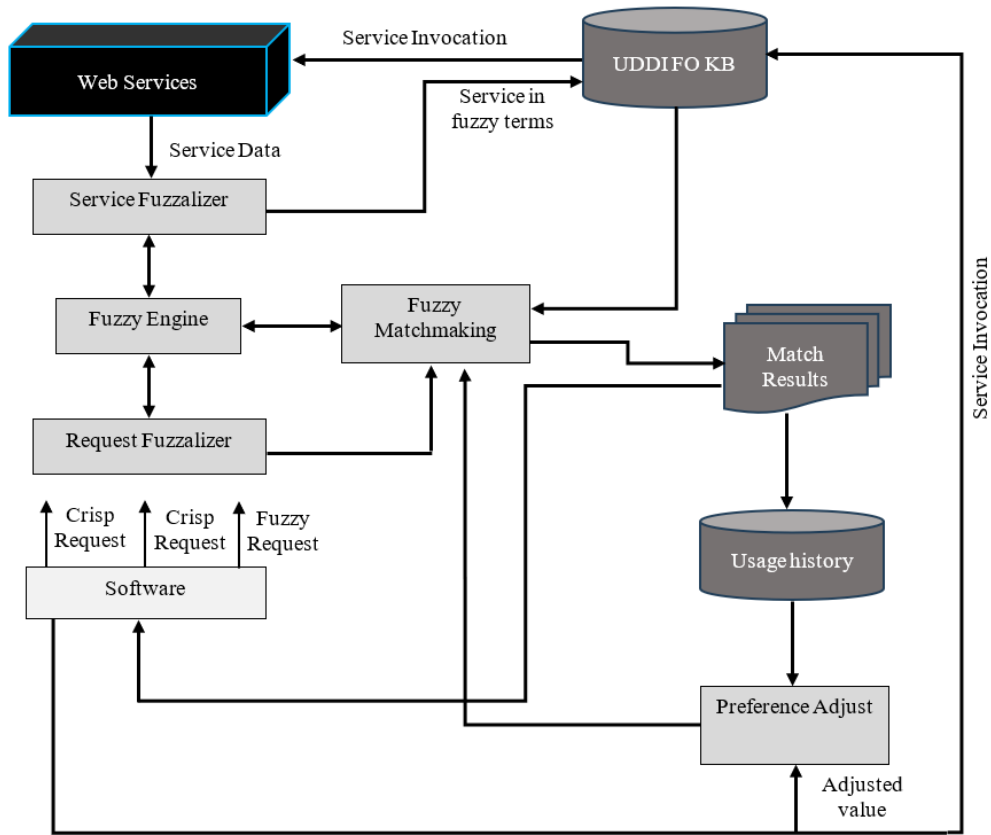 Service Invocation
UDDI FO KB
Web Services
Service in
fuzzy terms
Service Data
Service Fuzzalizer
Fuzzy Engine
Fuzzy
Matchmaking
Match
Results
Service Invocation
Request Fuzzalizer
Crisp
Request
Crisp
Request
Fuzzy
Request
Software
Usage history
Preference Adjust
Adjusted
value